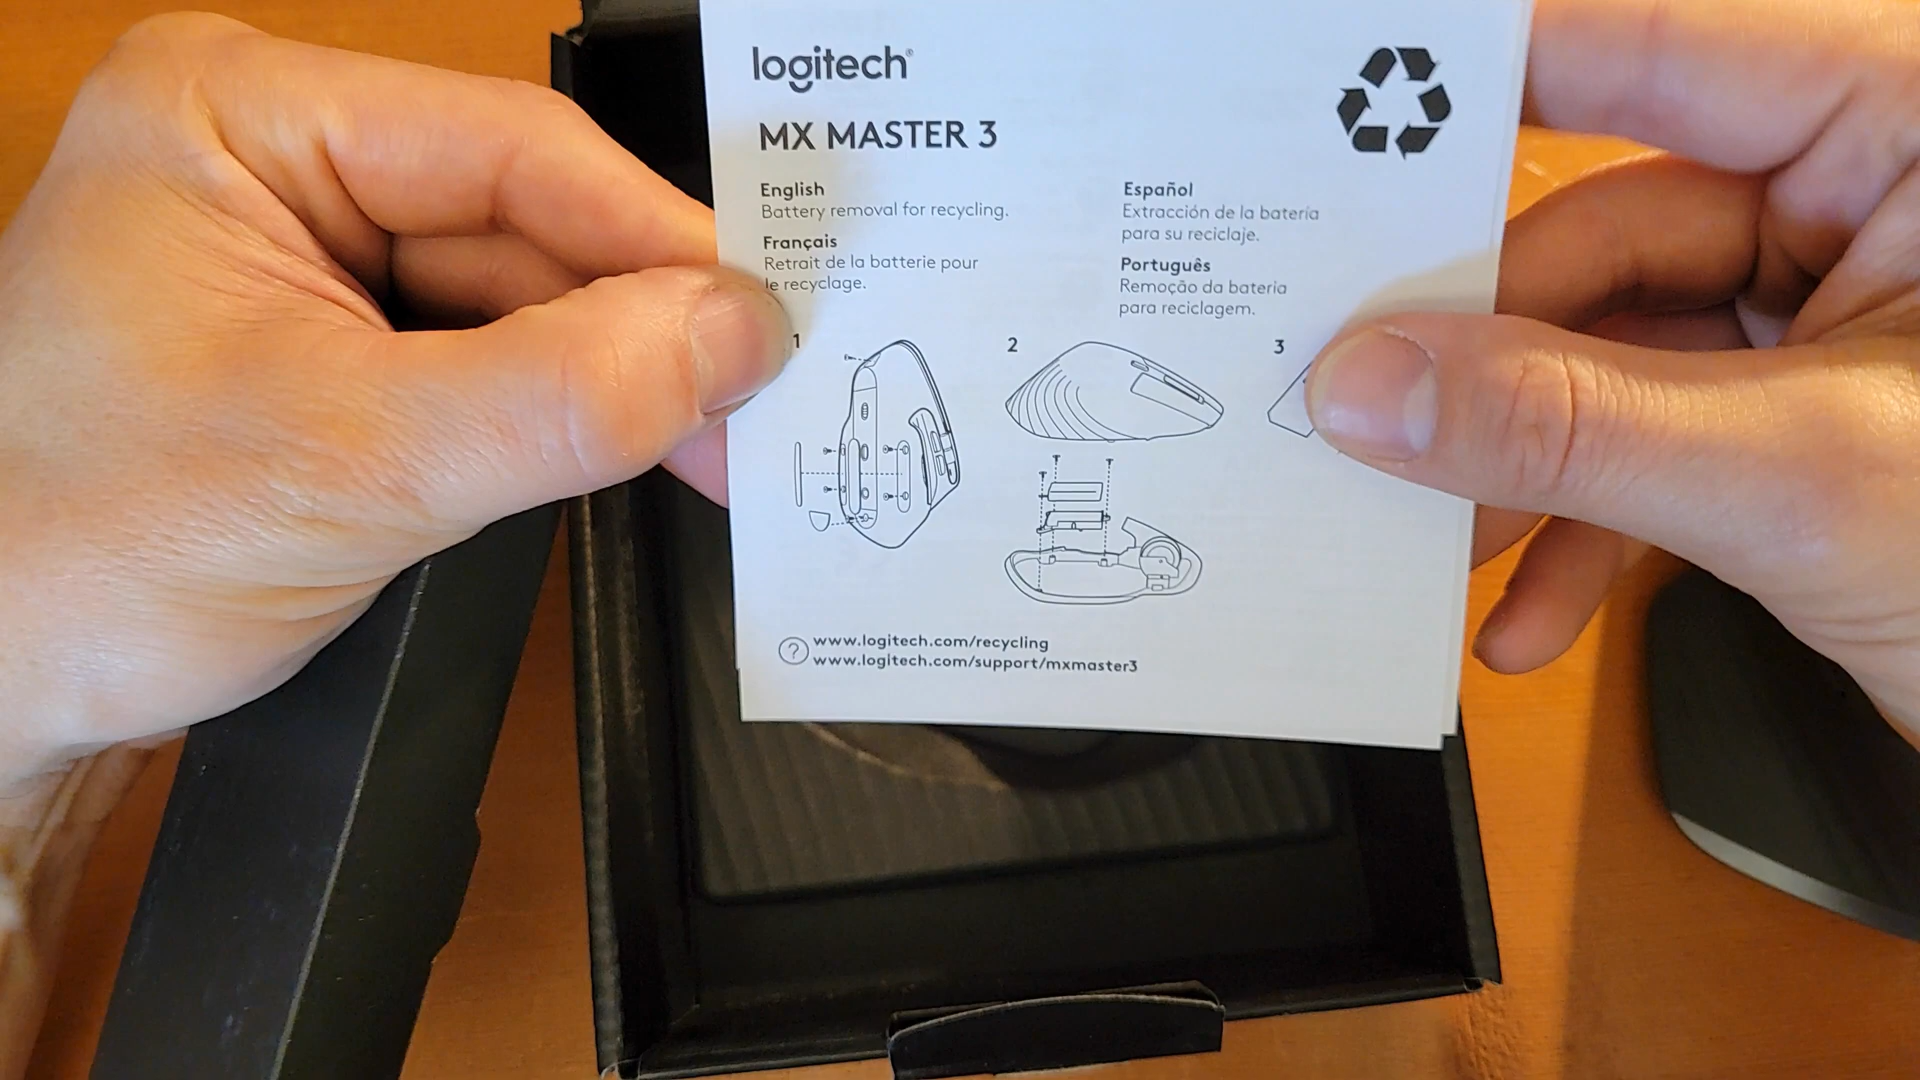 logitech®
MX MASTER 3
English
Battery removal for recycling.
Français
Retrait de la batterie pour
le recyclage.
Español
Extracción de la batería
para su reciclaje.
Português
Remoção da bateria
para reciclagem.
1
2
3
?
www.logitech.com/recycling
www.logitech.com/support/mxmaster3